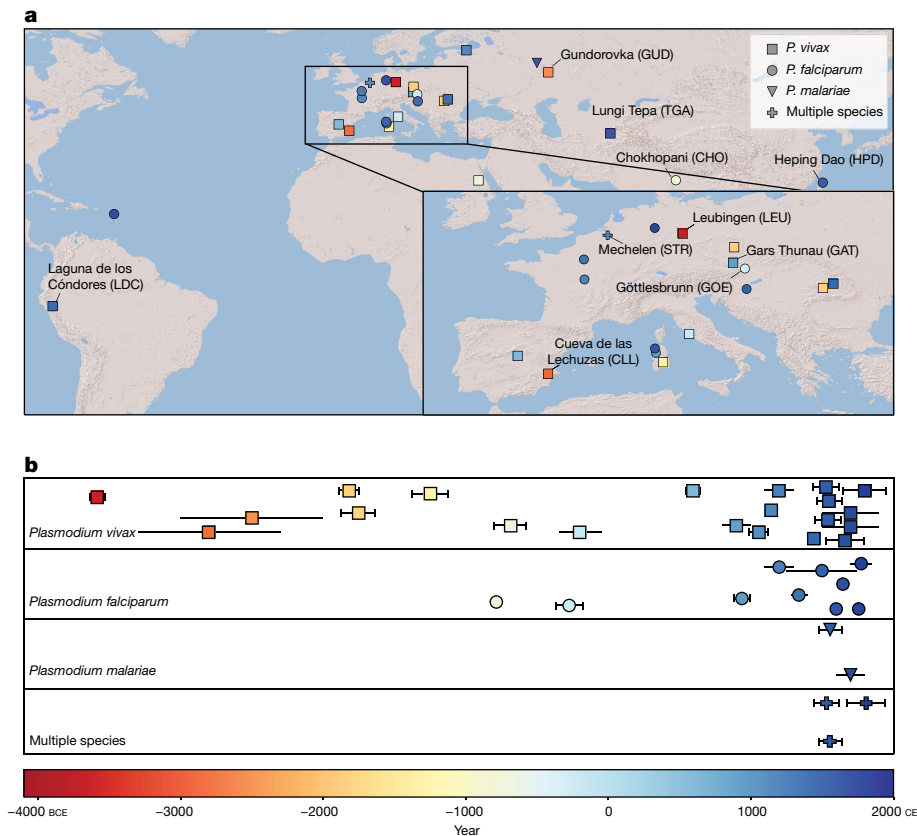 a
Gundorovka (GUD)
P. vivax
P. falciparum
P. malariae
Multiple species
Lungi Tepa (TGA)
Chokhopani (CHO)
Heping Dao (HPD)
Leubingen (LEU)
Mechelen (STR)
Gars Thunau (GAT)
Laguna de los
Cóndores (LDC)
Göttlesbrunn (GOE)
Cueva de las
Lechuzas (CLL)
b
Plasmodium vivax
Plasmodium falciparum
Plasmodium malariae
Multiple species
−4000 BCE −3000 −2000 −1000 0 1000 2000 CE
Year